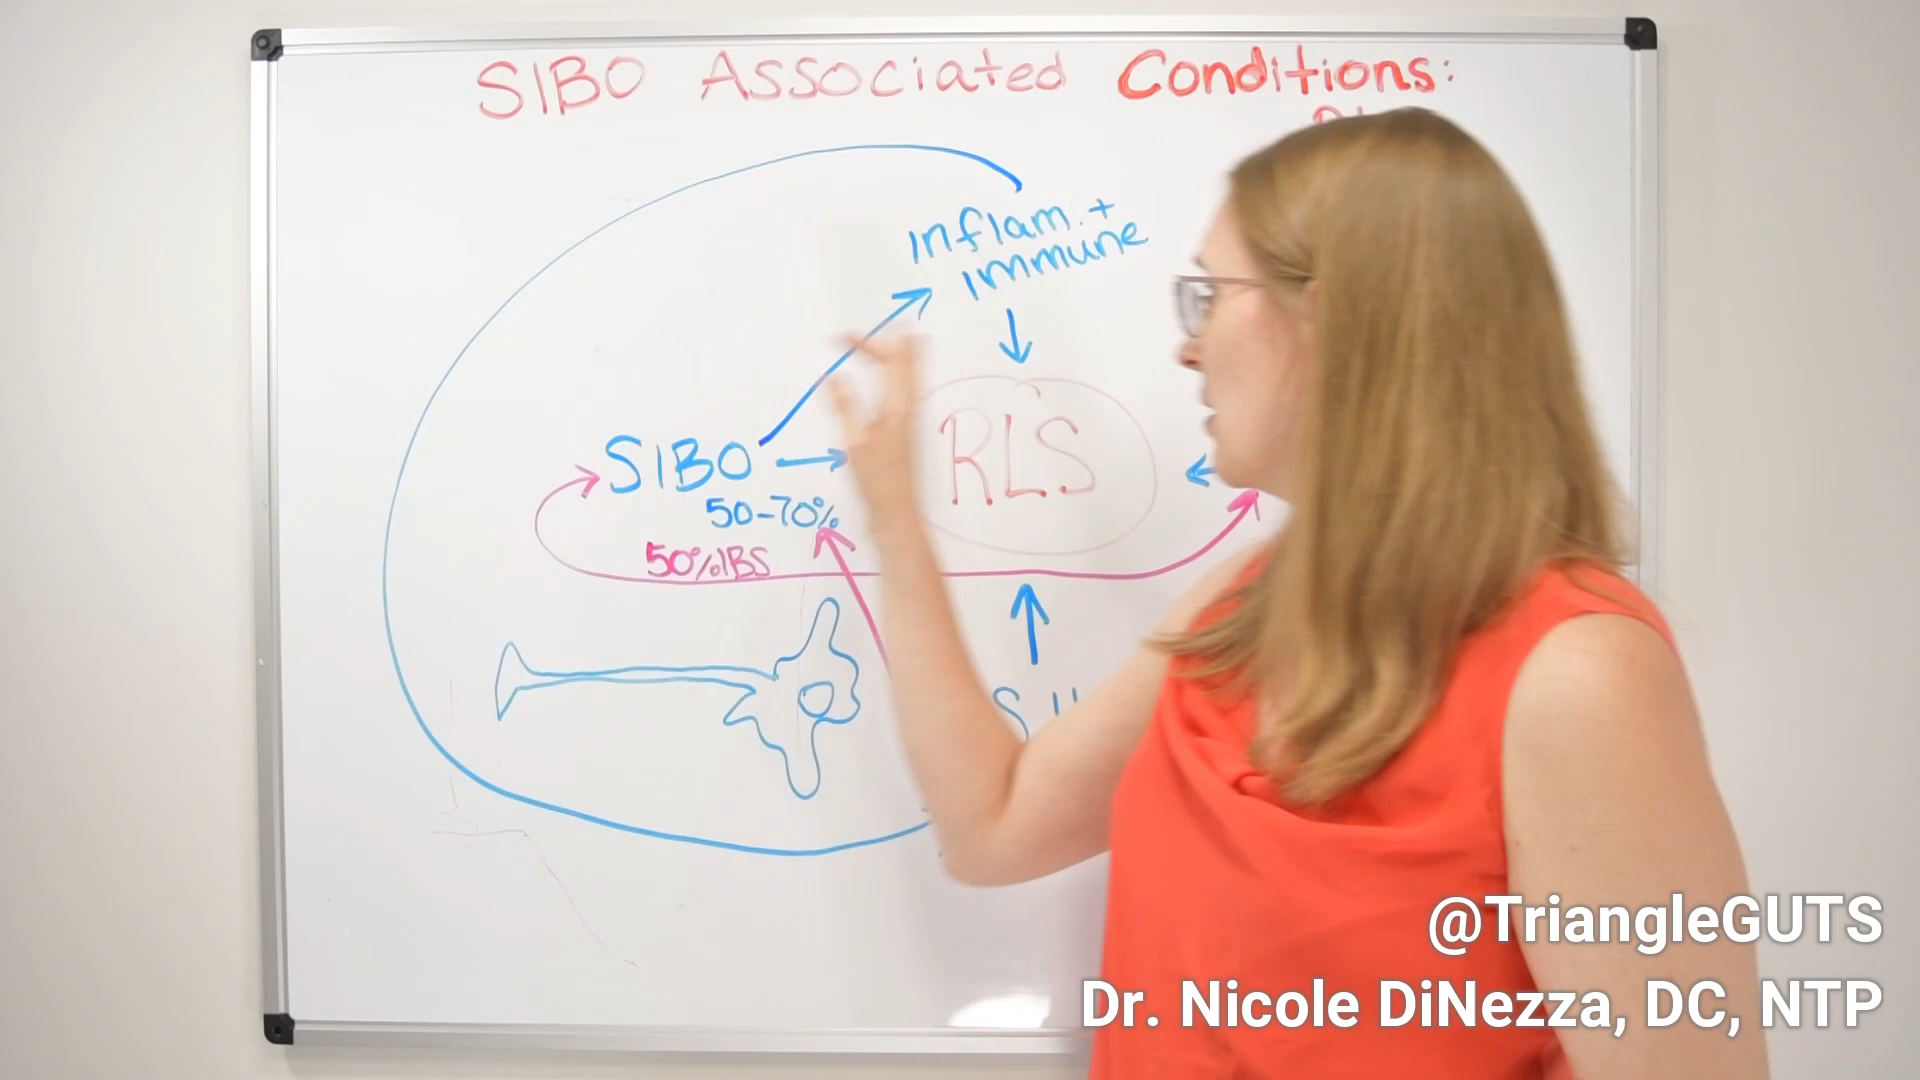 SIBO Associated Conditions:
Inflam. +
Immune
SIBO
RLS
50-70%
50% IBS
@TriangleGUTS
Dr. Nicole DiNezza, DC, NTP